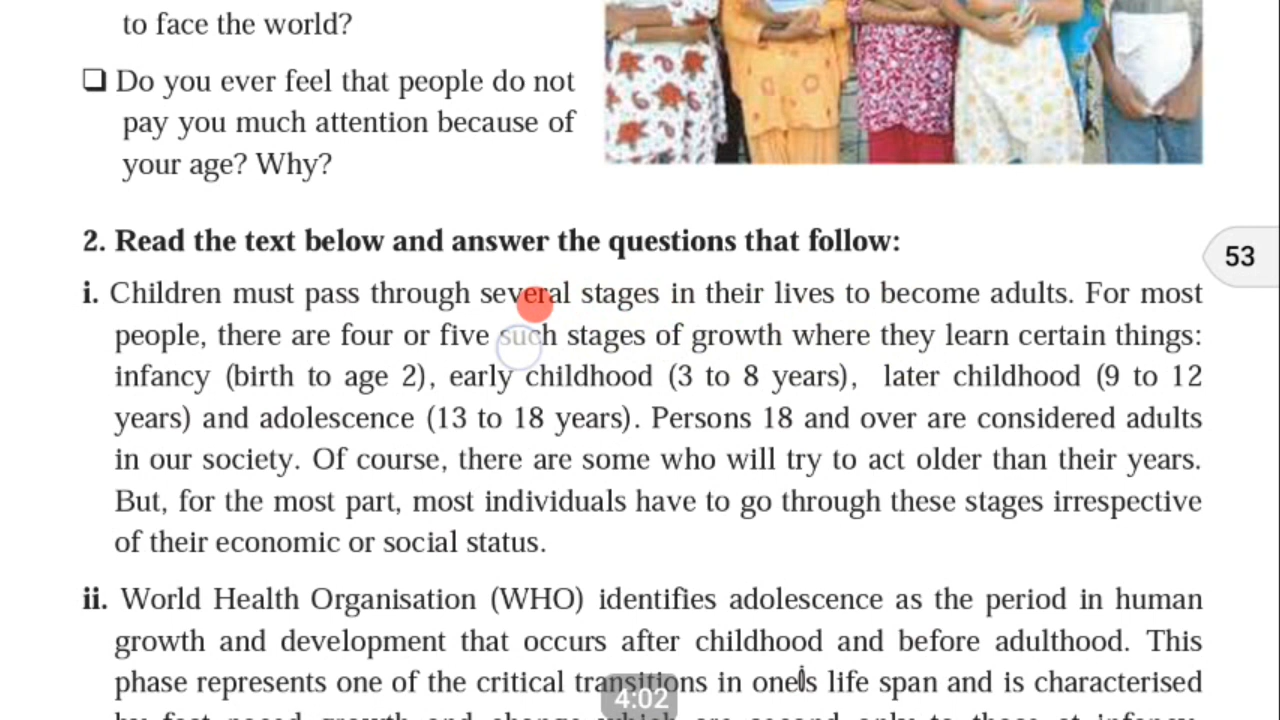 to face the world?
❑ Do you ever feel that people do not
pay you much attention because of
your age? Why?
2. Read the text below and answer the questions that follow:
53
i. Children must pass through several stages in their lives to become adults. For most
people, there are four or five such stages of growth where they learn certain things:
infancy (birth to age 2), early childhood (3 to 8 years), later childhood (9 to 12
years) and adolescence (13 to 18 years). Persons 18 and over are considered adults
in our society. Of course, there are some who will try to act older than their years.
But, for the most part, most individuals have to go through these stages irrespective
of their economic or social status.
ii. World Health Organisation (WHO) identifies adolescence as the period in human
growth and development that occurs after childhood and before adulthood. This
phase represents one of the critical transitions in one's life span and is characterised
4:02